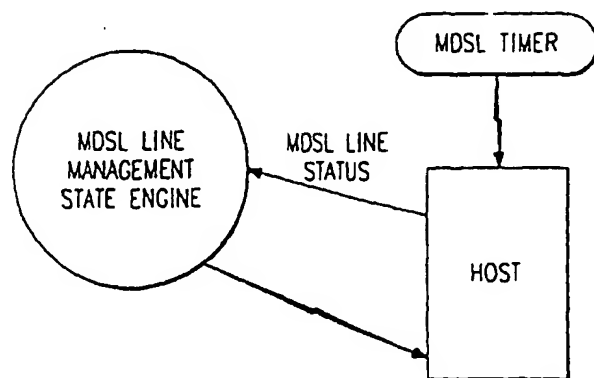 MDSL TIMER
MDSL LINE
MANAGEMENT
STATE ENGINE
MDSL LINE
STATUS
HOST